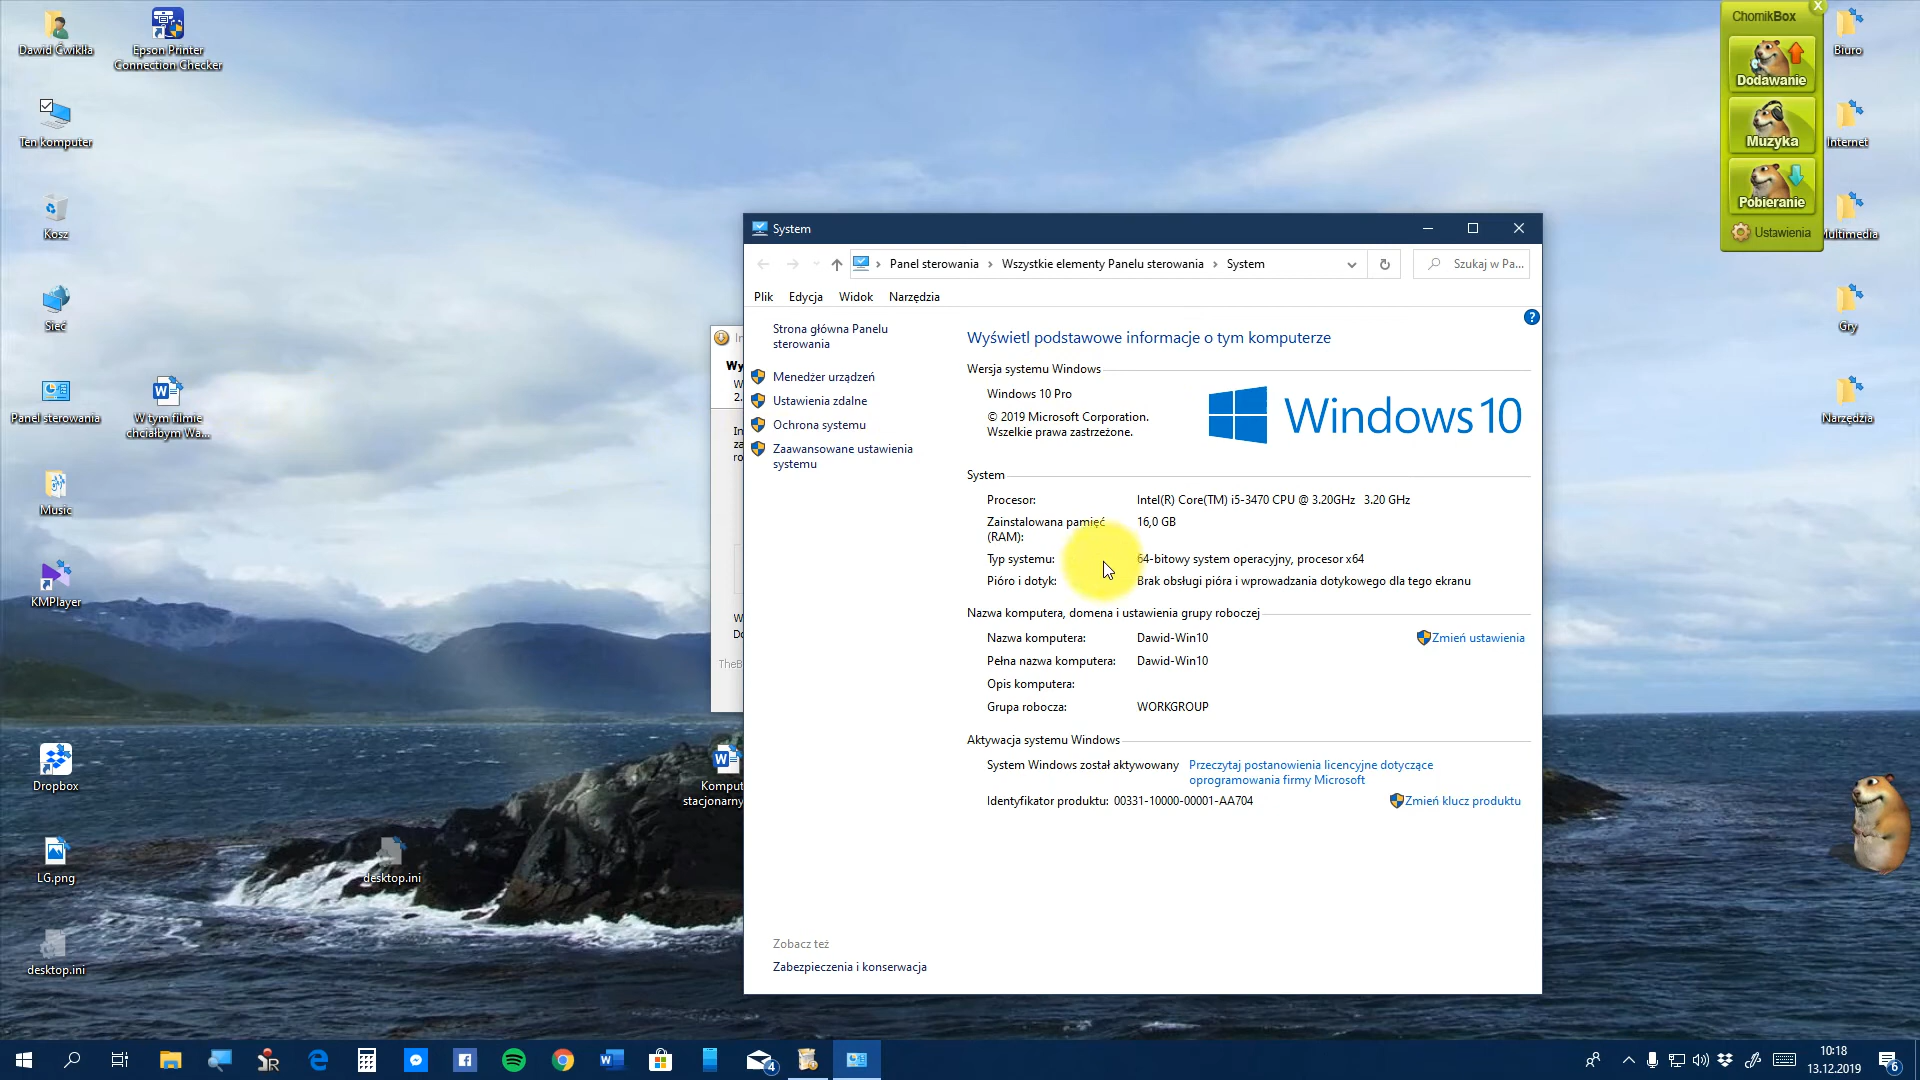 Dawid Ćwikła
Epson Printer
Connection Checker
Ten komputer
Kosz
Sieć
Panel sterowania
W tym filmie
chciałbym Wa...
Music
KMPlayer
Dropbox
LG.png
desktop.ini
desktop.ini
Komput
stacjonarny
Wy
W
2.
In
za
ro
W
Do
TheB
System
Panel sterowania
Wszystkie elementy Panelu sterowania
System
Szukaj w Pa...
Plik
Edycja
Widok
Narzędzia
Strona główna Panelu
sterowania
Menedżer urządzeń
Ustawienia zdalne
Ochrona systemu
Zaawansowane ustawienia
systemu
Zobacz też
Zabezpieczenia i konserwacja
Wyświetl podstawowe informacje o tym komputerze
Wersja systemu Windows
Windows 10 Pro
© 2019 Microsoft Corporation.
Wszelkie prawa zastrzeżone.
Windows 10
System
Procesor: Intel(R) Core(TM) i5-3470 CPU @ 3.20GHz 3.20 GHz
Zainstalowana pamięć
(RAM):
16,0 GB
Typ systemu: 64-bitowy system operacyjny, procesor x64
Pióro i dotyk: Brak obsługi pióra i wprowadzania dotykowego dla tego ekranu
Nazwa komputera, domena i ustawienia grupy roboczej
Nazwa komputera: Dawid-Win10
Zmień ustawienia
Pełna nazwa komputera: Dawid-Win10
Opis komputera:
Grupa robocza: WORKGROUP
Aktywacja systemu Windows
System Windows został aktywowany Przeczytaj postanowienia licencyjne dotyczące
oprogramowania firmy Microsoft
Identyfikator produktu: 00331-10000-00001-AA704
Zmień klucz produktu
ChomikBox
Dodawanie
Muzyka
Pobieranie
Ustawienia
Biuro
Internet
Multimedia
Gry
Narzędzia
4
10:18
13.12.2019
6